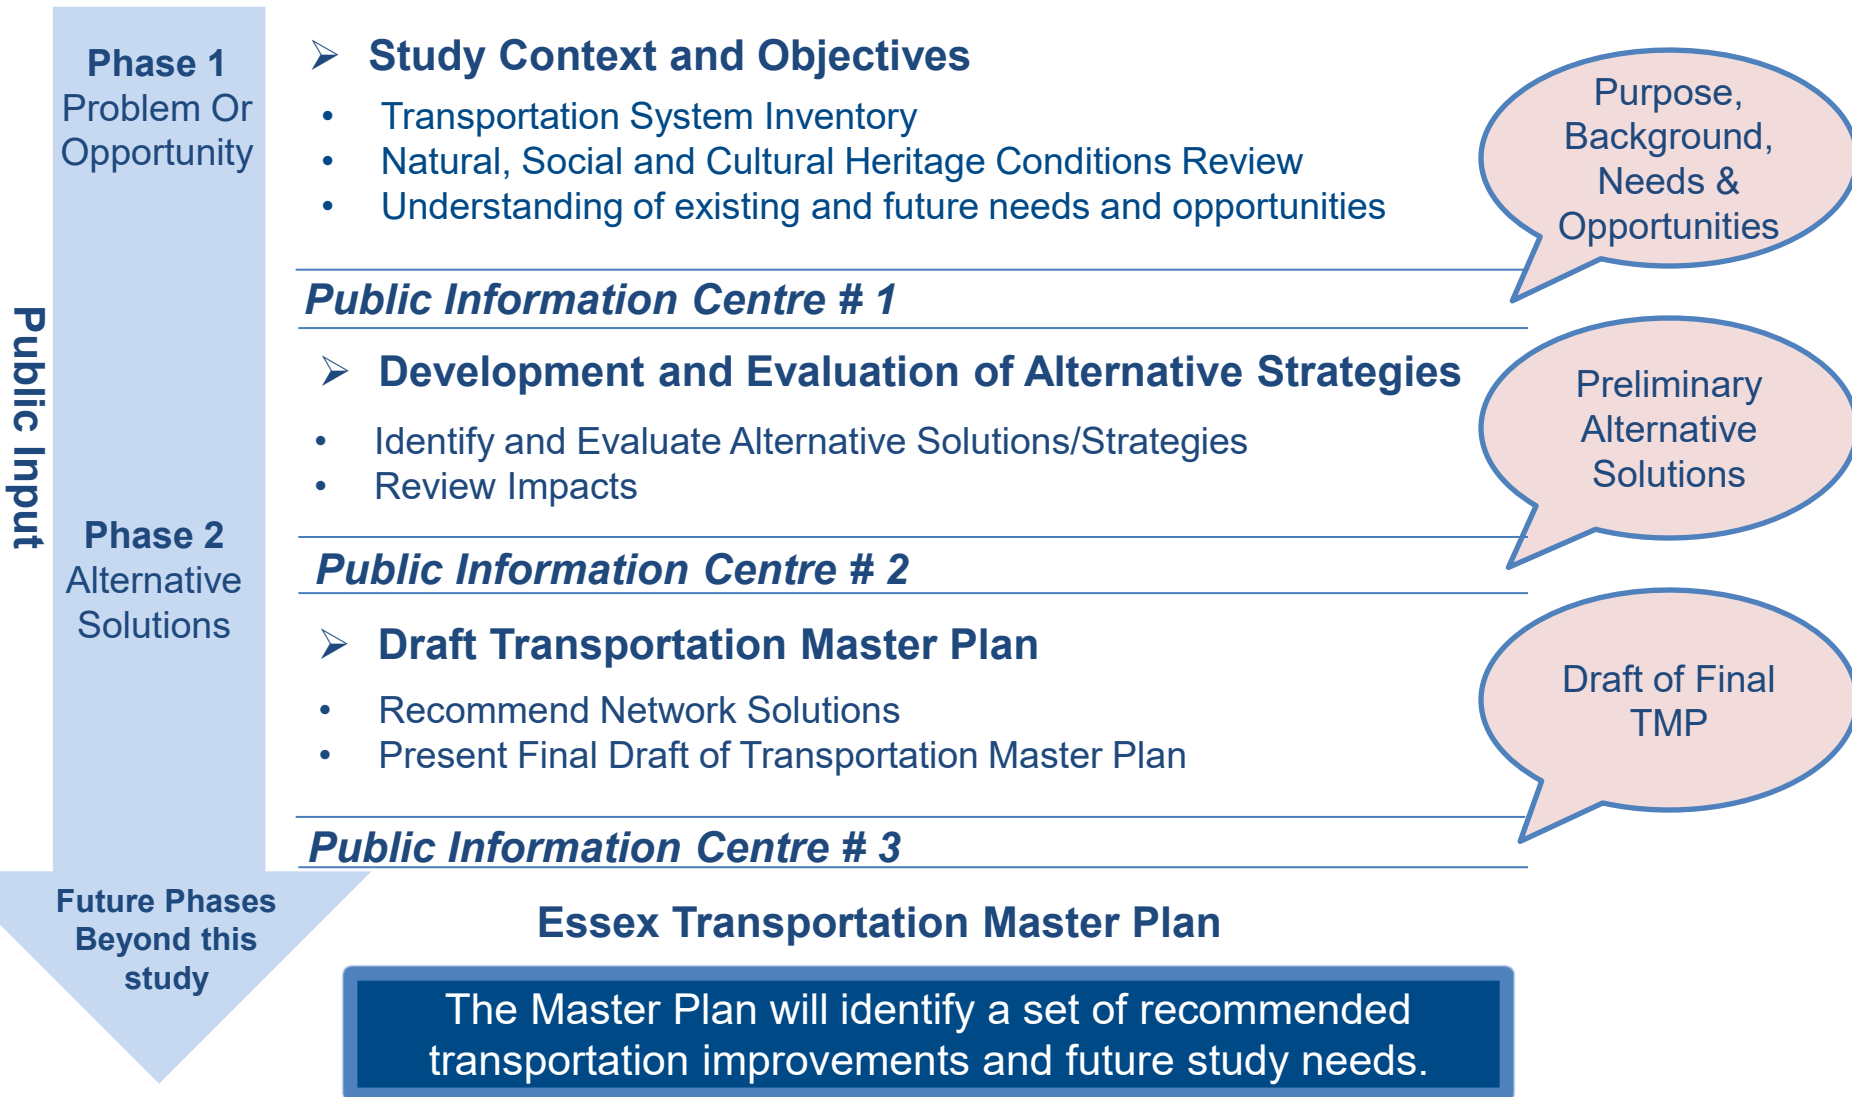 Public Input
Phase 1
Problem Or
Opportunity
➢ Study Context and Objectives
• Transportation System Inventory
• Natural, Social and Cultural Heritage Conditions Review
• Understanding of existing and future needs and opportunities
Purpose,
Background,
Needs &
Opportunities
Public Information Centre # 1
➢ Development and Evaluation of Alternative Strategies
• Identify and Evaluate Alternative Solutions/Strategies
• Review Impacts
Preliminary
Alternative
Solutions
Phase 2
Alternative
Solutions
Public Information Centre # 2
➢ Draft Transportation Master Plan
• Recommend Network Solutions
• Present Final Draft of Transportation Master Plan
Draft of Final
TMP
Public Information Centre # 3
Future Phases
Beyond this
study
Essex Transportation Master Plan
The Master Plan will identify a set of recommended
transportation improvements and future study needs.